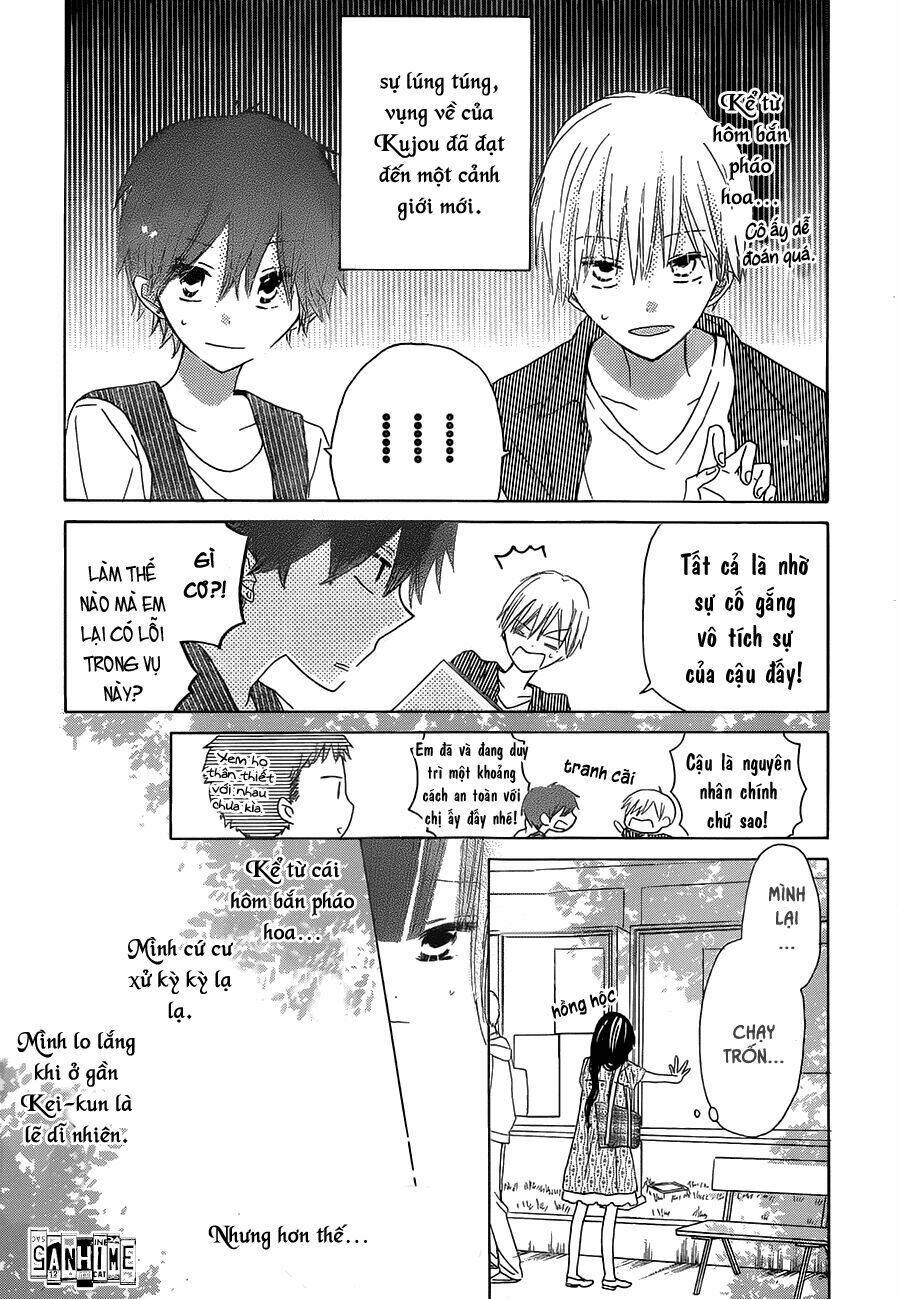 Kể từ
hôm bắn
pháo
họa...
Cô ấy dễ
đoán quá.
sự lúng túng,
vụng về của
Kujou đã đạt
đến một cảnh
giới mới.
Tất cả là nhờ
sự cố gắng
vô tích sự
của cậu đấy!
GÌ
CƠ?!
LÀM THẾ
NÀO MÀ EM
LẠI CÓ LỖI
TRONG VỤ
NÀY?
Cậu là nguyên
nhân chính
chứ sao!
tranh cãi
Em đã và đang duy
trì một khoảng
cách an toàn với
chị ấy đấy nhé!
Xem họ
thân thiết
với nhau
chưa kìa
MÌNH
LẠI
...
CHẠY
TRỐN...
hồng hộc
Kể từ cái
hôm bắn pháo
hoa...
Mình cứ cư
xử kỳ kỳ lạ
lạ.
Mình lo lắng
khi ở gần
Kei-kun là
lẽ dĩ nhiên.
Nhưng hơn thế...
SANHIME